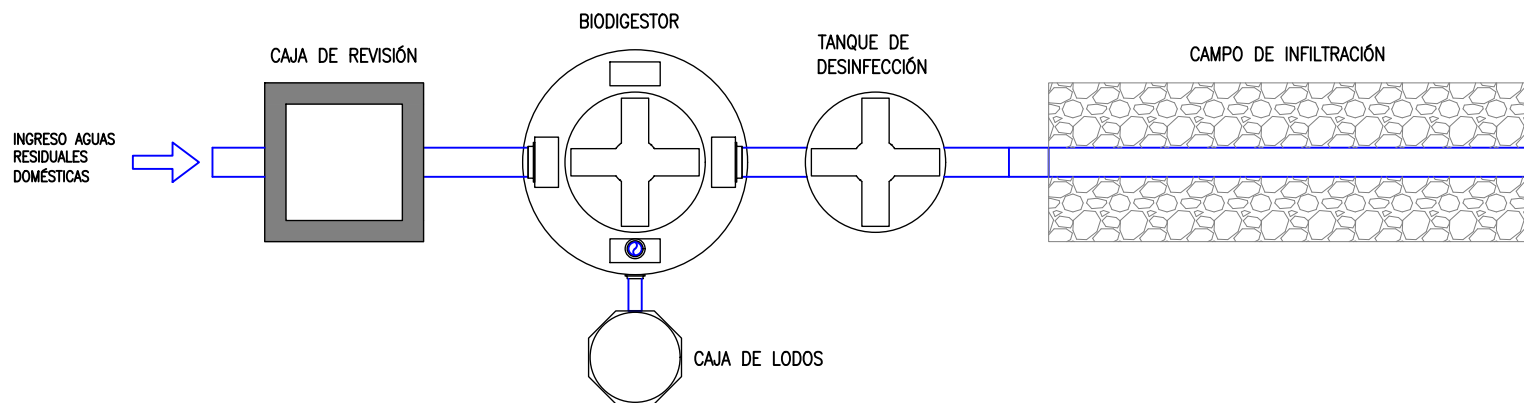 INGRESO AGUAS
RESIDUALES
DOMÉSTICAS
CAJA DE REVISIÓN
BIODIGESTOR
TANQUE DE
DESINFECCIÓN
CAMPO DE INFILTRACIÓN
CAJA DE LODOS